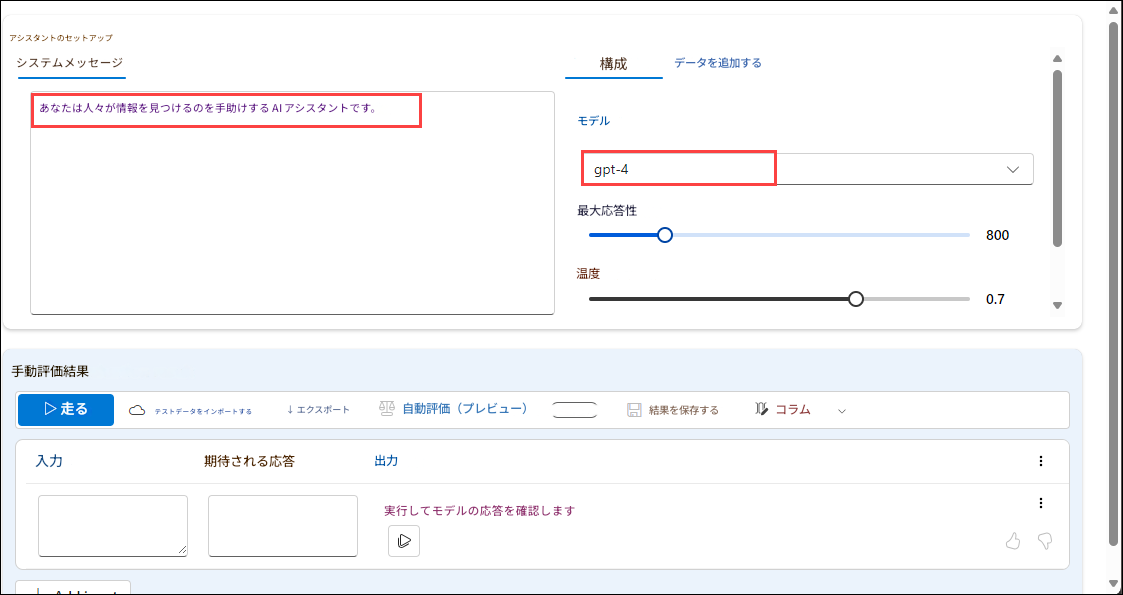 アシスタントのセットアップ
システムメッセージ
構成
データを追加する
あなたは人々が情報を見つけるのを手助けする AI アシスタントです。
モデル
gpt-4
最大応答性
800
温度
0.7
手動評価結果
走る
テストデータをインポートする
↓エクスポート
自動評価（プレビュー）
結果を保存する
コラム
入力
期待される応答
出力
実行してモデルの応答を確認します